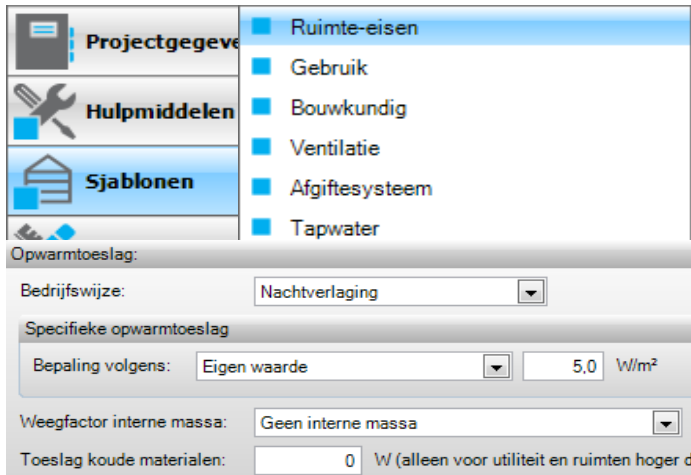 Projectgegeve
Hulpmiddelen
Sjablonen
Ruimte-eisen
Gebruik
Bouwkundig
Ventilatie
Afgiftesysteem
Tapwater
Opwarmtoeslag:
Bedrijfswijze: Nachtverlaging
Specifieke opwarmtoeslag
Bepaling volgens: Eigen waarde 5,0 W/m²
Weegfactor interne massa: Geen interne massa
Toeslag koude materialen: 0 W (alleen voor utiliteit en ruimten hoger d